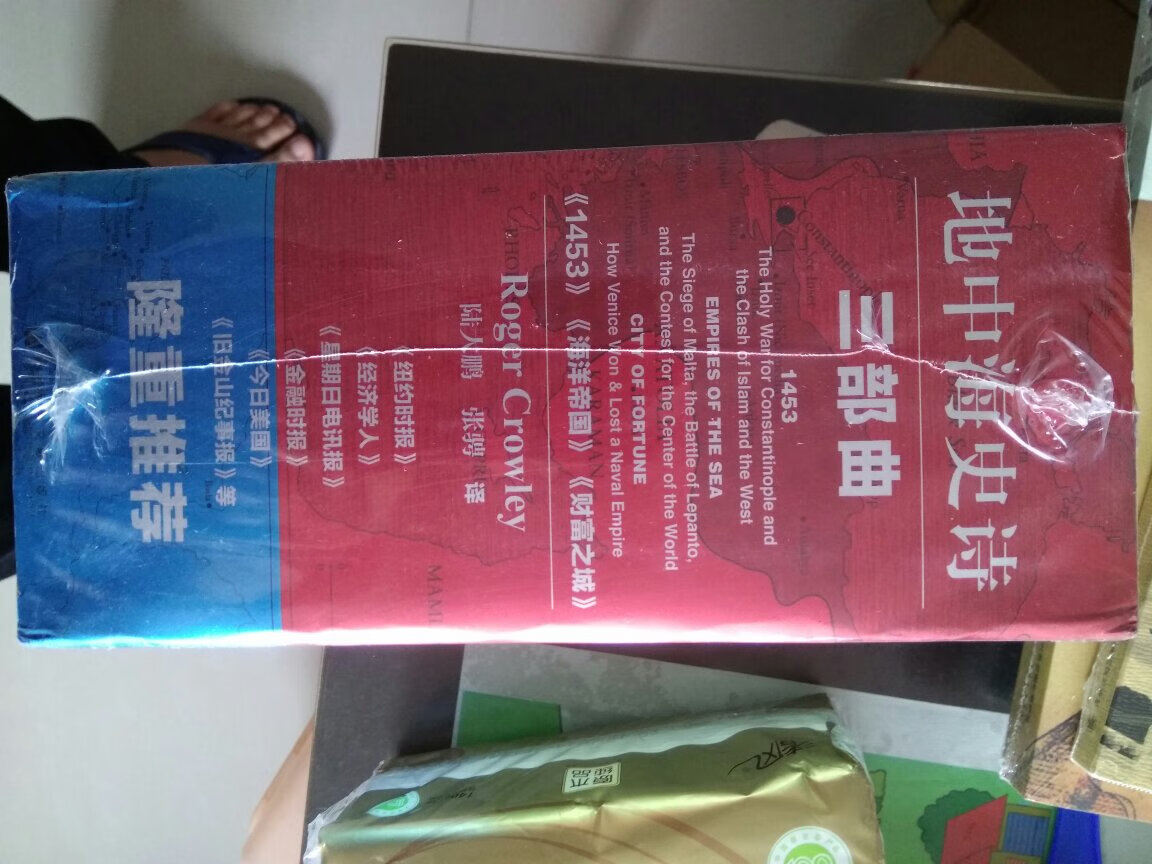 地中海史诗
三部曲
1453
The Holy War for Constantinople and
the Clash of Islam and the West
EMPIRES OF THE SEA
The Siege of Malta, the Battle of Lepanto,
and the Contest for the Center of the World
CITY OF FORTUNE
How Venice Won & Lost a Naval Empire
《1453》《海洋帝国》《财富之城》
Roger Crowley
陆大鹏 张骋 译
《纽约时报》
《经济学人》
《星期日电讯报》
《金融时报》
《今日美国》
《旧金山纪事报》等
隆重推荐
Constantinople
Varna
KARAMAN
MAML